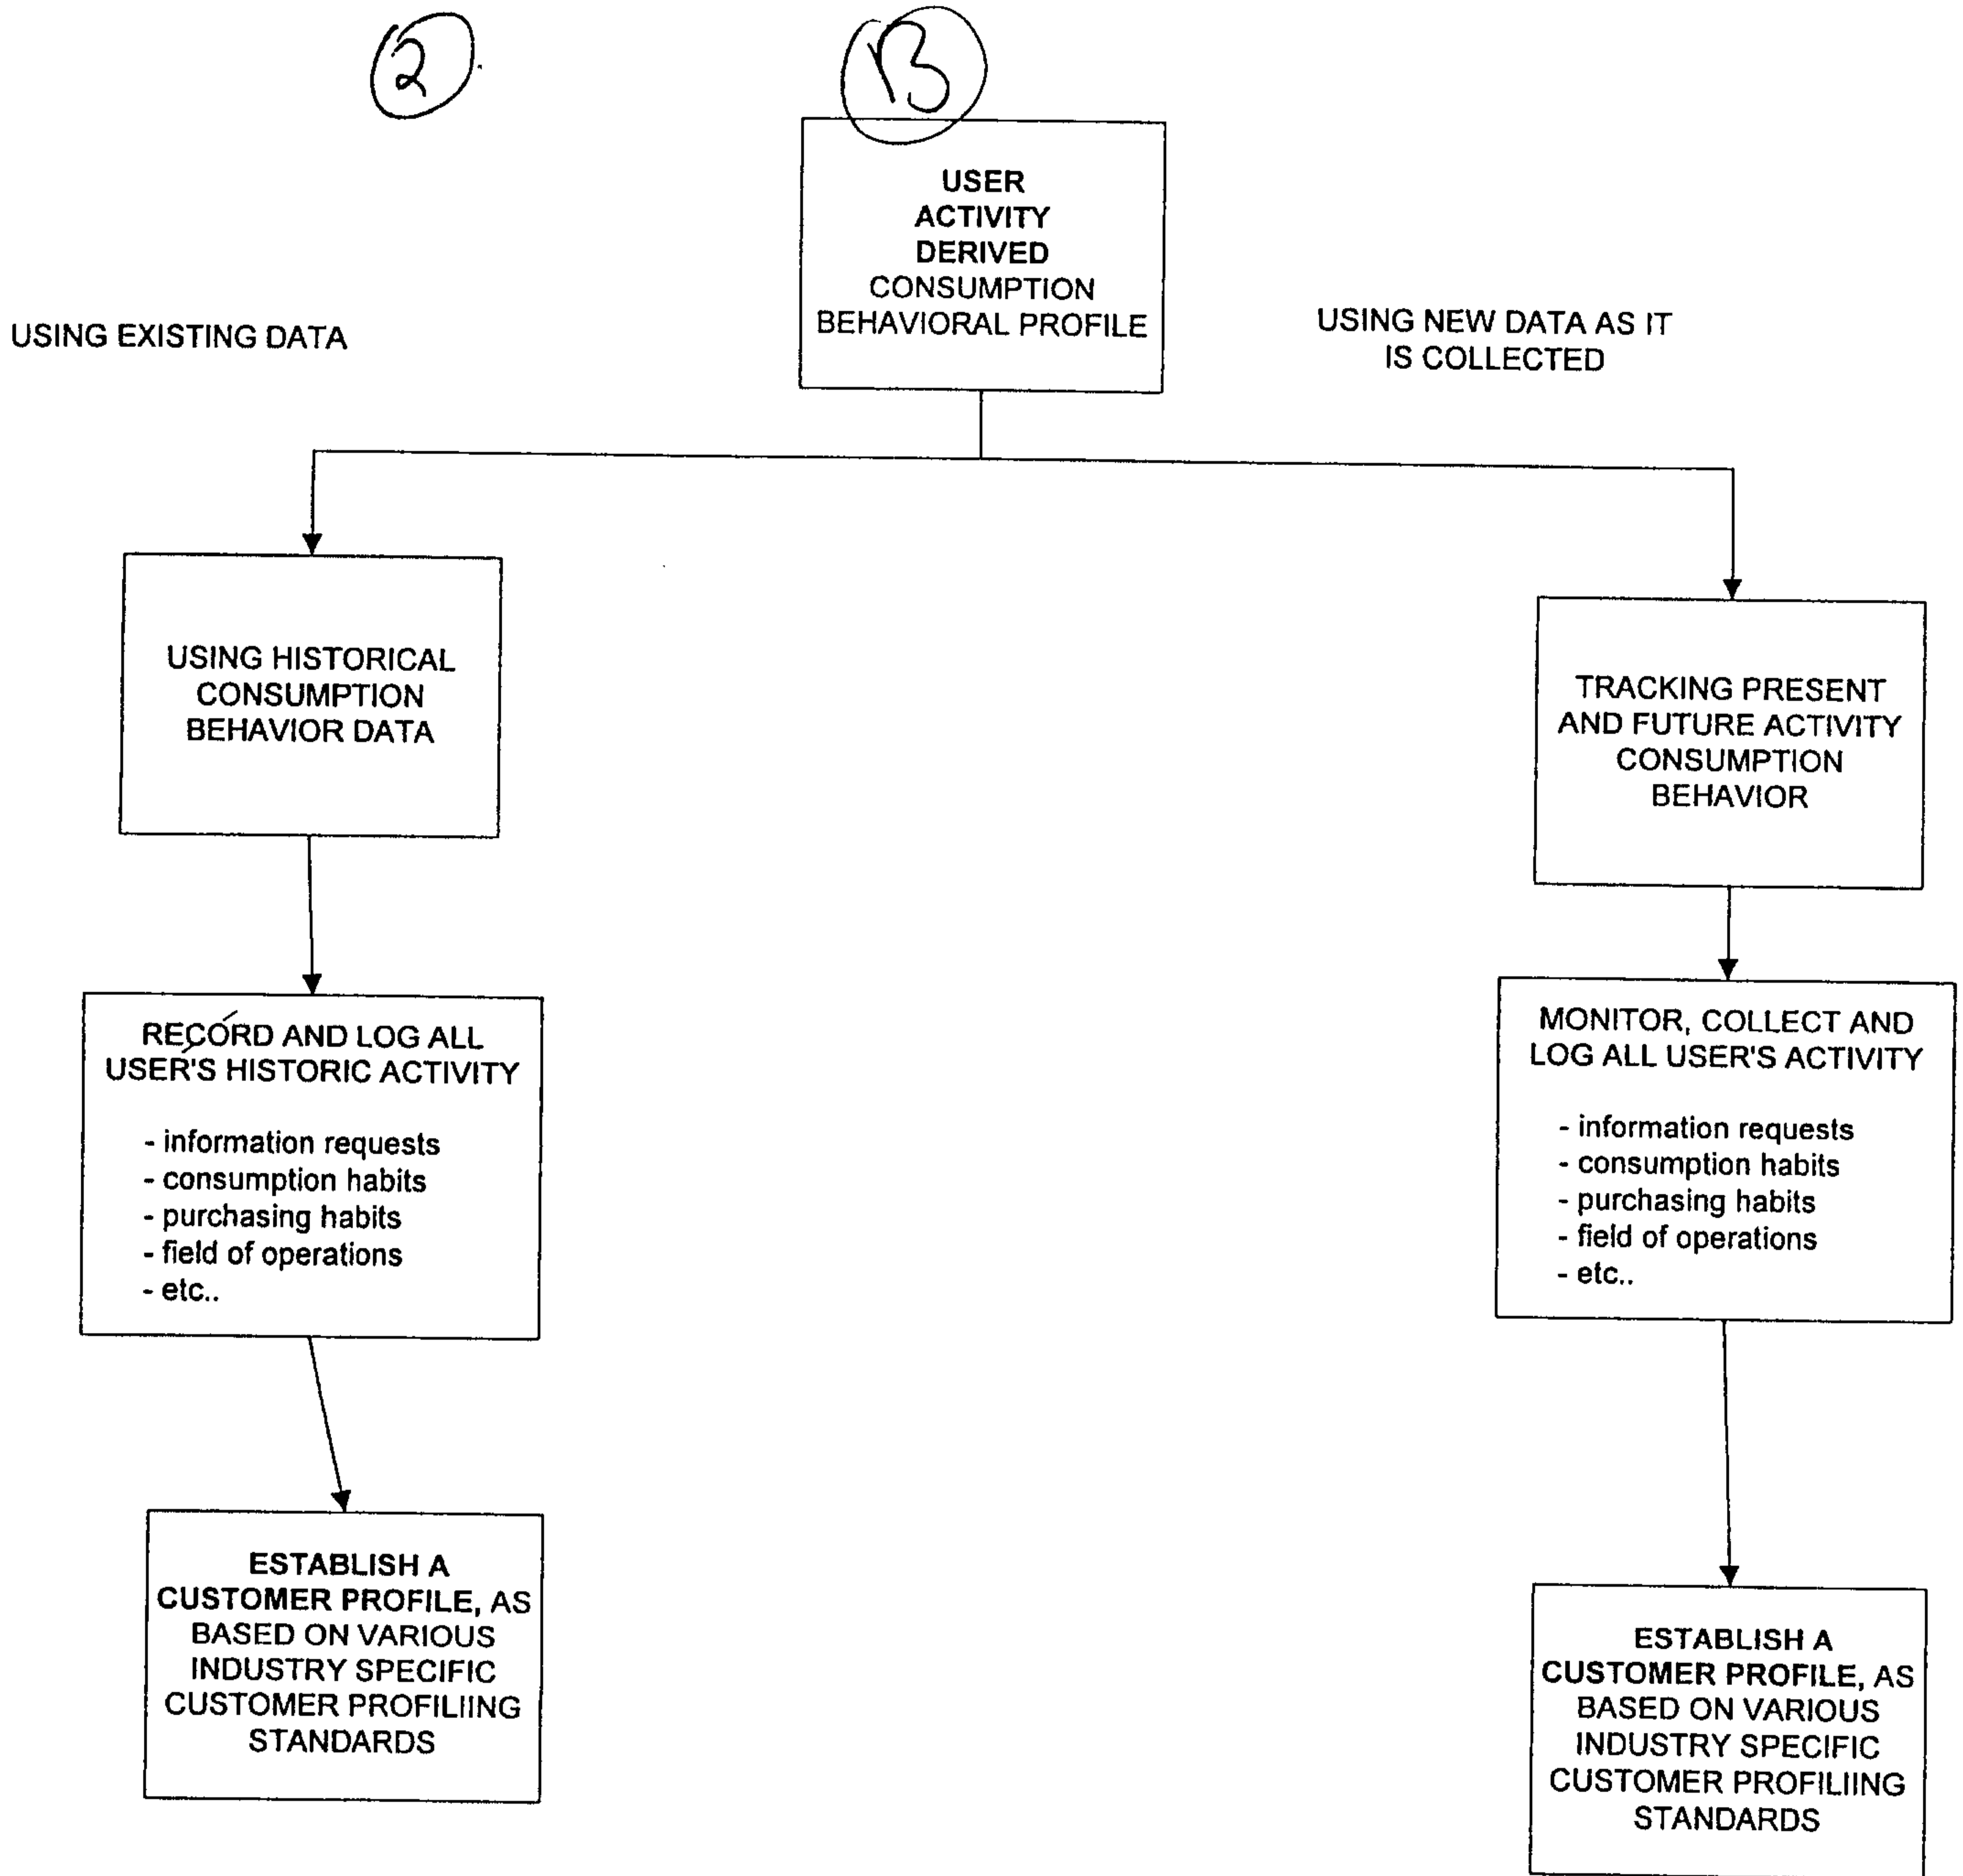 2
B
USER
ACTIVITY
DERIVED
CONSUMPTION
BEHAVIORAL PROFILE
USING EXISTING DATA
USING NEW DATA AS IT
IS COLLECTED
USING HISTORICAL
CONSUMPTION
BEHAVIOR DATA
TRACKING PRESENT
AND FUTURE ACTIVITY
CONSUMPTION
BEHAVIOR
RECORD AND LOG ALL
USER'S HISTORIC ACTIVITY
- information requests
- consumption habits
- purchasing habits
- field of operations
- etc..
MONITOR, COLLECT AND
LOG ALL USER'S ACTIVITY
- information requests
- consumption habits
- purchasing habits
- field of operations
- etc..
ESTABLISH A
CUSTOMER PROFILE, AS
BASED ON VARIOUS
INDUSTRY SPECIFIC
CUSTOMER PROFILIING
STANDARDS
ESTABLISH A
CUSTOMER PROFILE, AS
BASED ON VARIOUS
INDUSTRY SPECIFIC
CUSTOMER PROFILIING
STANDARDS